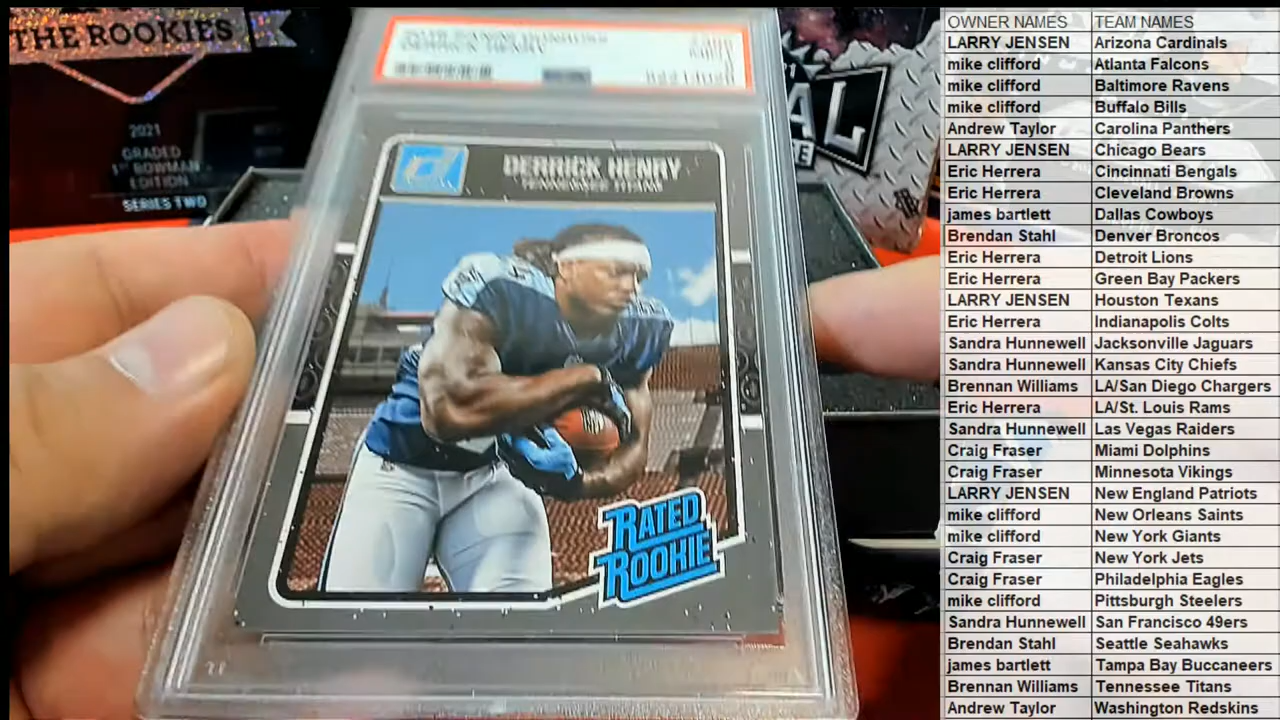 THE ROOKIES
2021
GRADED
1ST BOWMAN
EDITION
SERIES TWO
DERRICK HENRY
DERRICK HENRY
TENNESSEE TITANS
RATED
ROOKIE
OWNER NAMES TEAM NAMES
LARRY JENSEN Arizona Cardinals
mike clifford Atlanta Falcons
mike clifford Baltimore Ravens
mike clifford Buffalo Bills
Andrew Taylor Carolina Panthers
LARRY JENSEN Chicago Bears
Eric Herrera Cincinnati Bengals
Eric Herrera Cleveland Browns
james bartlett Dallas Cowboys
Brendan Stahl Denver Broncos
Eric Herrera Detroit Lions
Eric Herrera Green Bay Packers
LARRY JENSEN Houston Texans
Eric Herrera Indianapolis Colts
Sandra Hunnewell Jacksonville Jaguars
Sandra Hunnewell Kansas City Chiefs
Brennan Williams LA/San Diego Chargers
Eric Herrera LA/St. Louis Rams
Sandra Hunnewell Las Vegas Raiders
Craig Fraser Miami Dolphins
Craig Fraser Minnesota Vikings
LARRY JENSEN New England Patriots
mike clifford New Orleans Saints
mike clifford New York Giants
Craig Fraser New York Jets
Craig Fraser Philadelphia Eagles
mike clifford Pittsburgh Steelers
Sandra Hunnewell San Francisco 49ers
Brendan Stahl Seattle Seahawks
james bartlett Tampa Bay Buccaneers
Brennan Williams Tennessee Titans
Andrew Taylor Washington Redskins